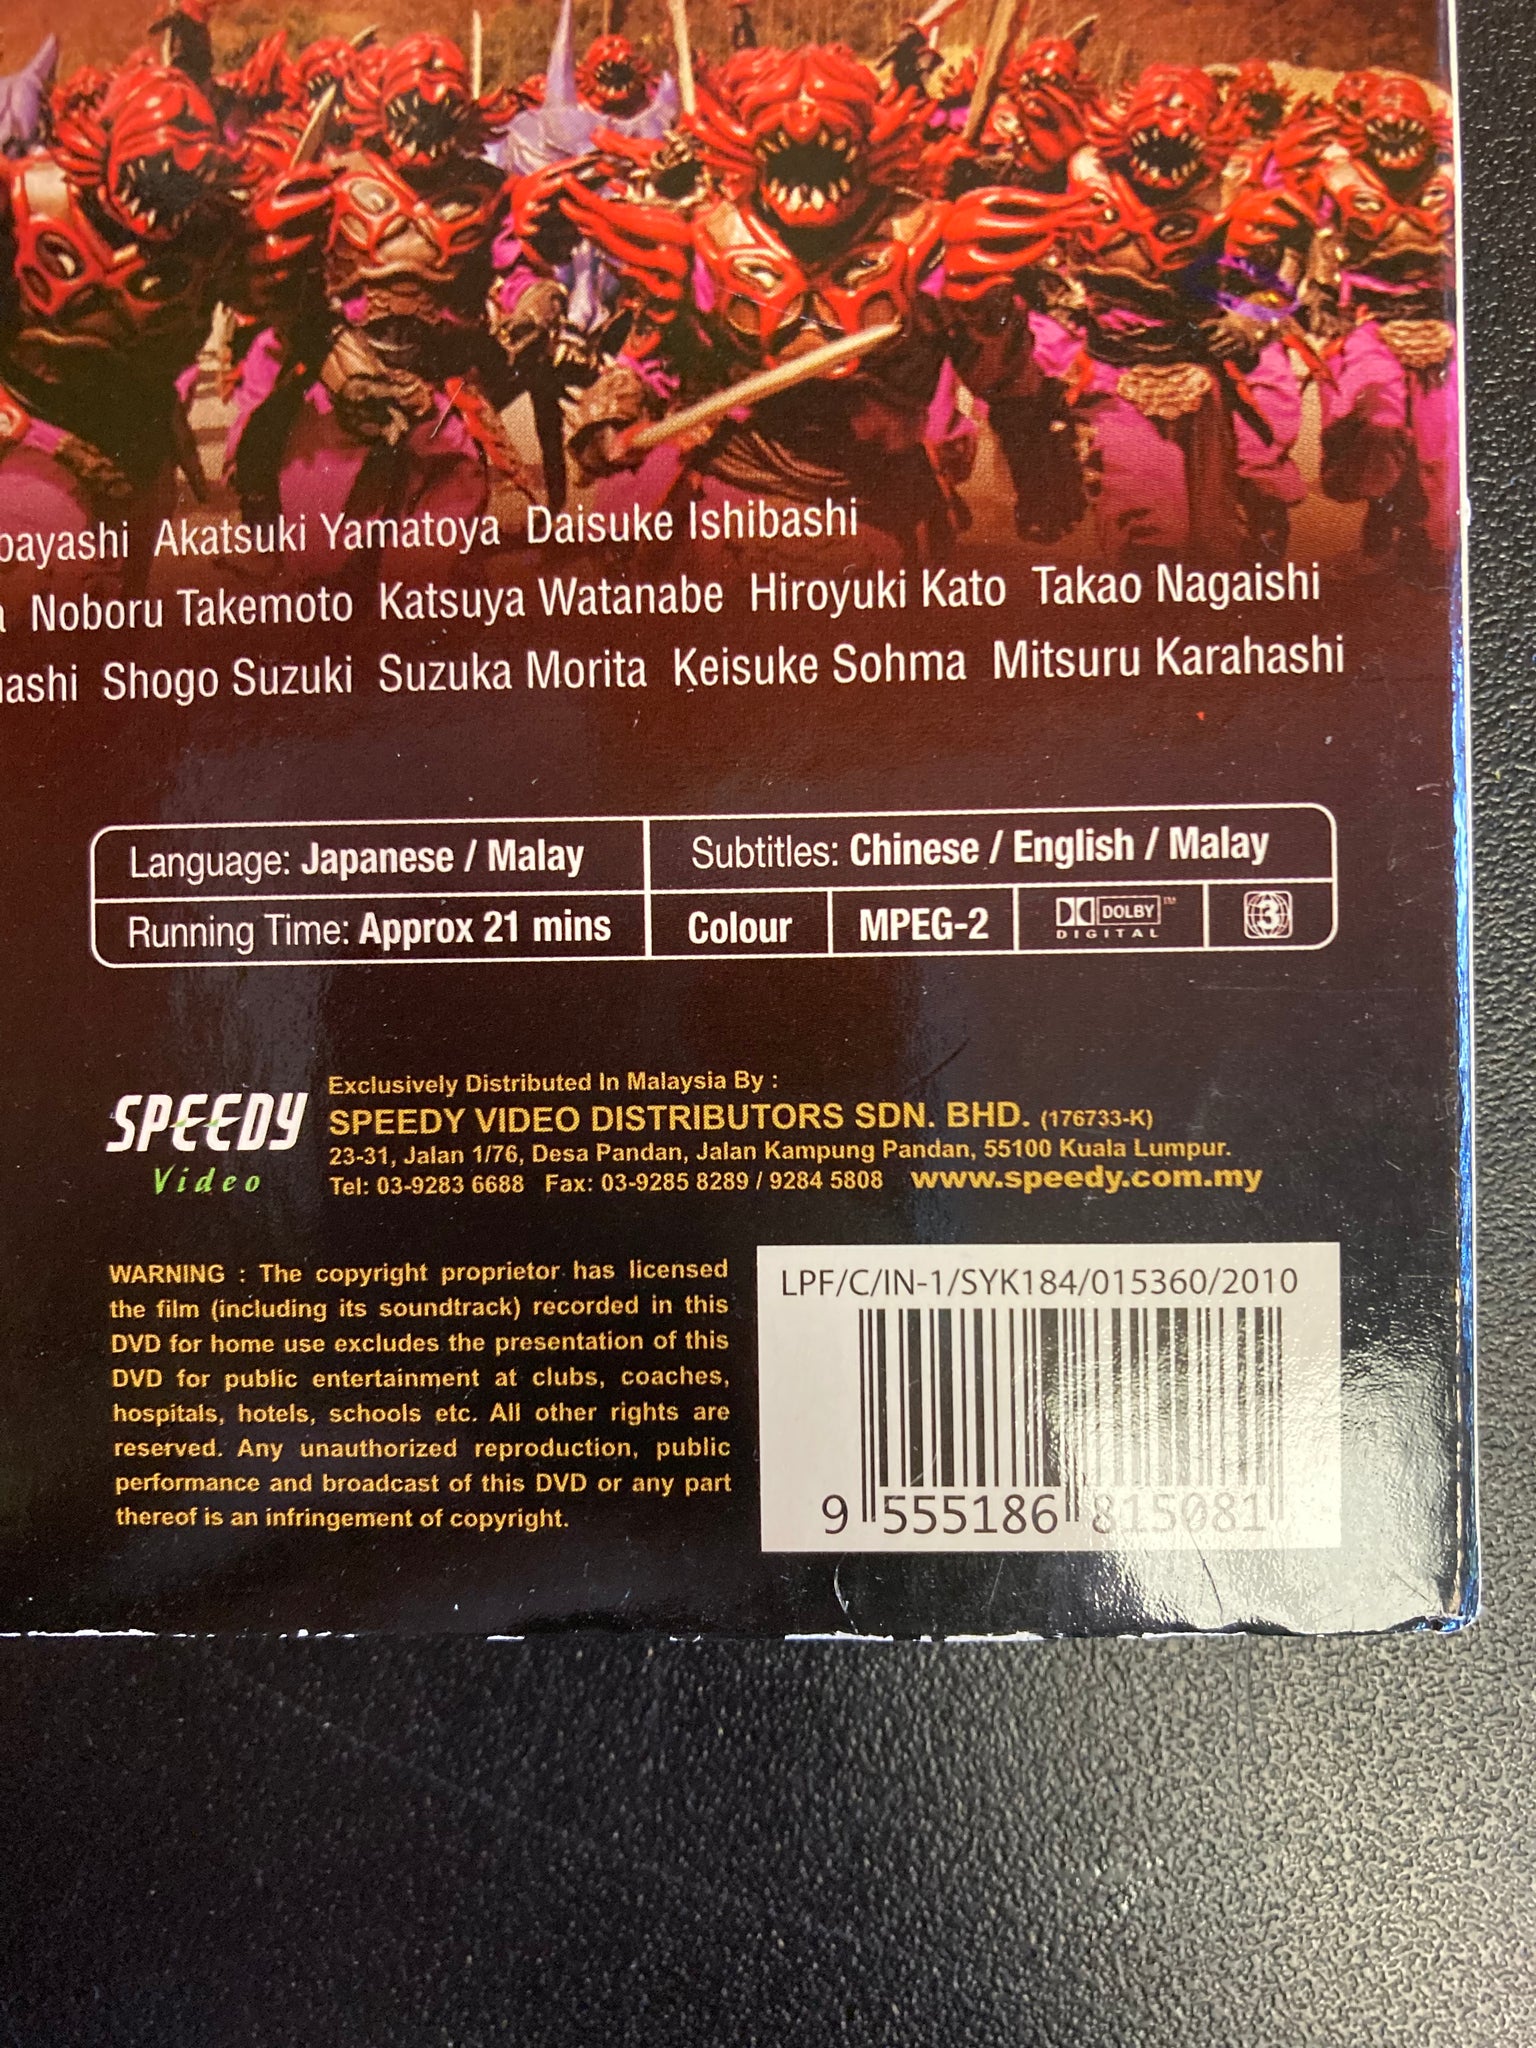 bayashi Akatsuki Yamatoya Daisuke Ishibashi
Noboru Takemoto Katsuya Watanabe Hiroyuki Kato Takao Nagaishi
hashi Shogo Suzuki Suzuka Morita Keisuke Sohma Mitsuru Karahashi
Language: Japanese / Malay
Subtitles: Chinese / English / Malay
Running Time: Approx 21 mins
Colour
MPEG-2
DOLBY™
DIGITAL
3
SPEEDY
Video
Exclusively Distributed In Malaysia By :
SPEEDY VIDEO DISTRIBUTORS SDN. BHD. (176733-K)
23-31, Jalan 1/76, Desa Pandan, Jalan Kampung Pandan, 55100 Kuala Lumpur.
Tel: 03-9283 6688 Fax: 03-9285 8289 / 9284 5808 www.speedy.com.my
WARNING : The copyright proprietor has licensed
the film (including its soundtrack) recorded in this
DVD for home use excludes the presentation of this
DVD for public entertainment at clubs, coaches,
hospitals, hotels, schools etc. All other rights are
reserved. Any unauthorized reproduction, public
performance and broadcast of this DVD or any part
thereof is an infringement of copyright.
LPF/C/IN-1/SYK184/015360/2010
9 555186 815081